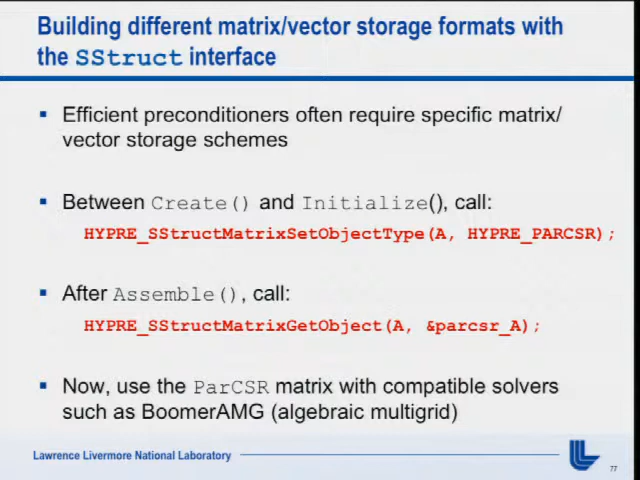 Building different matrix/vector storage formats with
the SStruct interface
▪ Efficient preconditioners often require specific matrix/
vector storage schemes
▪ Between Create() and Initialize(), call:
HYPRE_SStructMatrixSetObjectType(A, HYPRE_PARCSR);
▪ After Assemble(), call:
HYPRE_SStructMatrixGetObject(A, &parcsr_A);
▪ Now, use the ParCSR matrix with compatible solvers
such as BoomerAMG (algebraic multigrid)
Lawrence Livermore National Laboratory
77